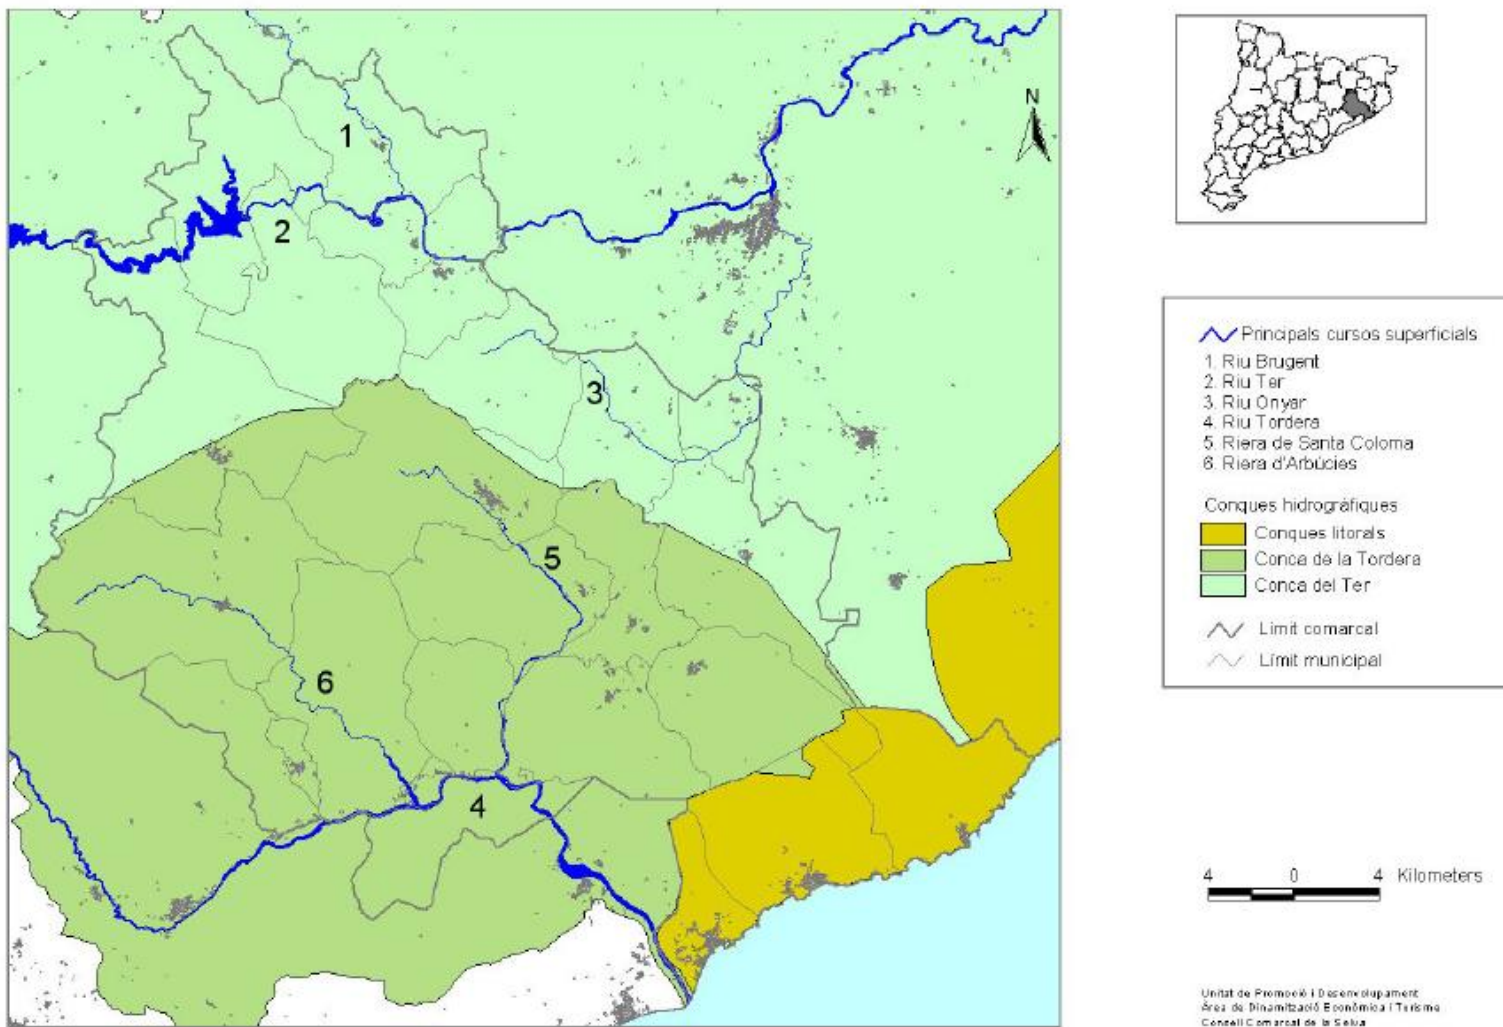 1
2
3
5
6
4
N
Principals cursos superficials
1. Riu Brugent
2. Riu Ter
3. Riu Onyar
4. Riu Tordera
5. Riera de Santa Coloma
6. Riera d'Arbúcies
Conques hidrogràfiques
Conques litorals
Conca de la Tordera
Conca del Ter
Límit comarcal
Límit municipal
4 0 4 Kilometers
Unitat de Promoció i Desenvolupament
Àrea de Dinamització Econòmica i Turisme
Consell Comarcal de la Selva